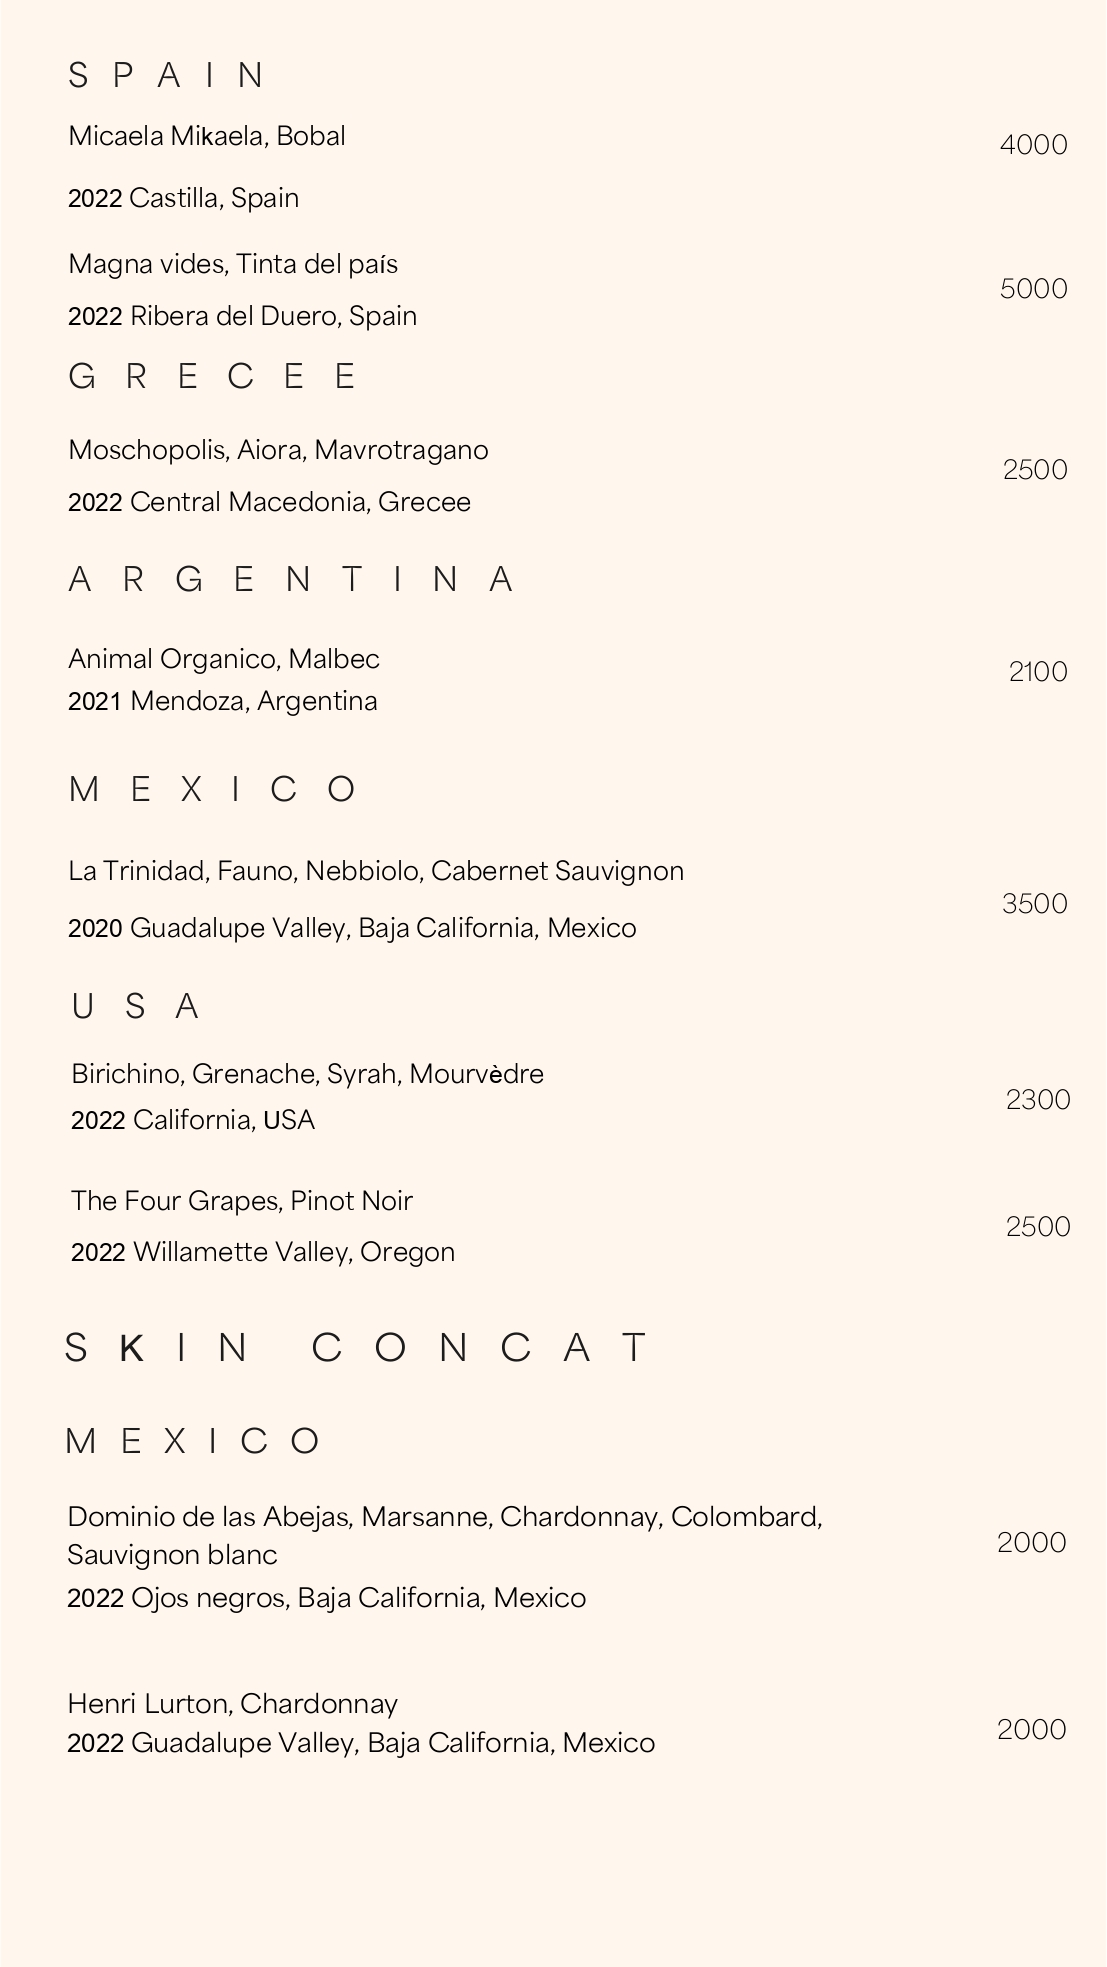 SPAIN
Micaela Mikaela, Bobal
4000
2022 Castilla, Spain
Magna vides, Tinta del país
5000
2022 Ribera del Duero, Spain
GRECEE
Moschopolis, Aiora, Mavrotragano
2500
2022 Central Macedonia, Grecee
ARGENTINA
Animal Organico, Malbec
2100
2021 Mendoza, Argentina
MEXICO
La Trinidad, Fauno, Nebbiolo, Cabernet Sauvignon
3500
2020 Guadalupe Valley, Baja California, Mexico
USA
Birichino, Grenache, Syrah, Mourvèdre
2300
2022 California, USA
The Four Grapes, Pinot Noir
2500
2022 Willamette Valley, Oregon
SKIN CONCAT
MEXICO
Dominio de las Abejas, Marsanne, Chardonnay, Colombard,
Sauvignon blanc
2000
2022 Ojos negros, Baja California, Mexico
Henri Lurton, Chardonnay
2000
2022 Guadalupe Valley, Baja California, Mexico